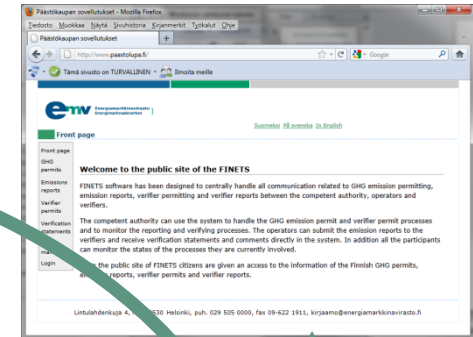 Päästökaupan sovellutukset - Mozilla Firefox
Tiedosto Muokkaa Näytä Sivuhistoria Kirjanmerkit Työkalut Ohje
Päästökaupan sovellutukset
http://www.paastolupa.fi/
Google
Tämä sivusto on TURVALLINEN
Ilmoita meille
emv Energiamarkkinavirasto
Energimarknadsverket
Suomeksi På svenska In English
Front page
Front page
GHG
permits
Emissions
reports
Verifier
permits
Verification
statements
Login
Welcome to the public site of the FINETS
FINETS software has been designed to centrally handle all communication related to GHG emission permitting,
emission reports, verifier permitting and verifier reports between the competent authority, operators and
verifiers.
The competent authority can use the system to handle the GHG emission permit and verifier permit processes
and to monitor the reporting and verifying processes. The operators can submit the emission reports to the
verifiers and receive verification statements and comments directly in the system. In addition all the participants
can monitor the states of the processes they are currently involved.
the public site of FINETS citizens are given an access to the information of the Finnish GHG permits,
reports, verifier permits and verifier reports.
Lintulahdenkuja 4, 530 Helsinki, puh. 029 505 0000, fax 09-622 1911, kirjaamo@energiamarkkinavirasto.fi